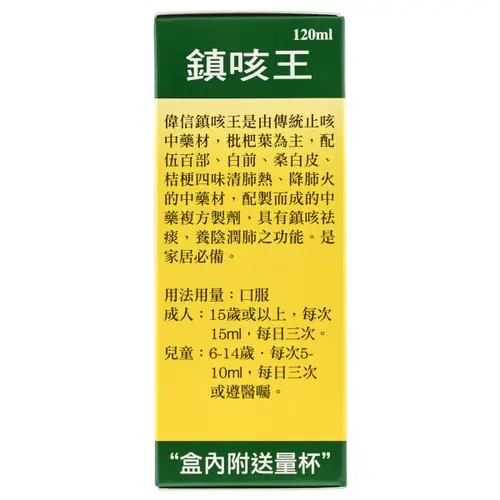 120ml
鎮咳王
偉信鎮咳王是由傳統止咳
中藥材，枇杷葉為主，配
伍百部、白前、桑白皮、
桔梗四味清肺熱、降肺火
的中藥材，配製而成的中
藥複方製劑，具有鎮咳祛
痰，養陰潤肺之功能。是
家居必備。
用法用量：口服
成人：15歲或以上，每次
15ml，每日三次。
兒童：6-14歲．每次5-
10ml，每日三次
或遵醫囑。
“盒內附送量杯”